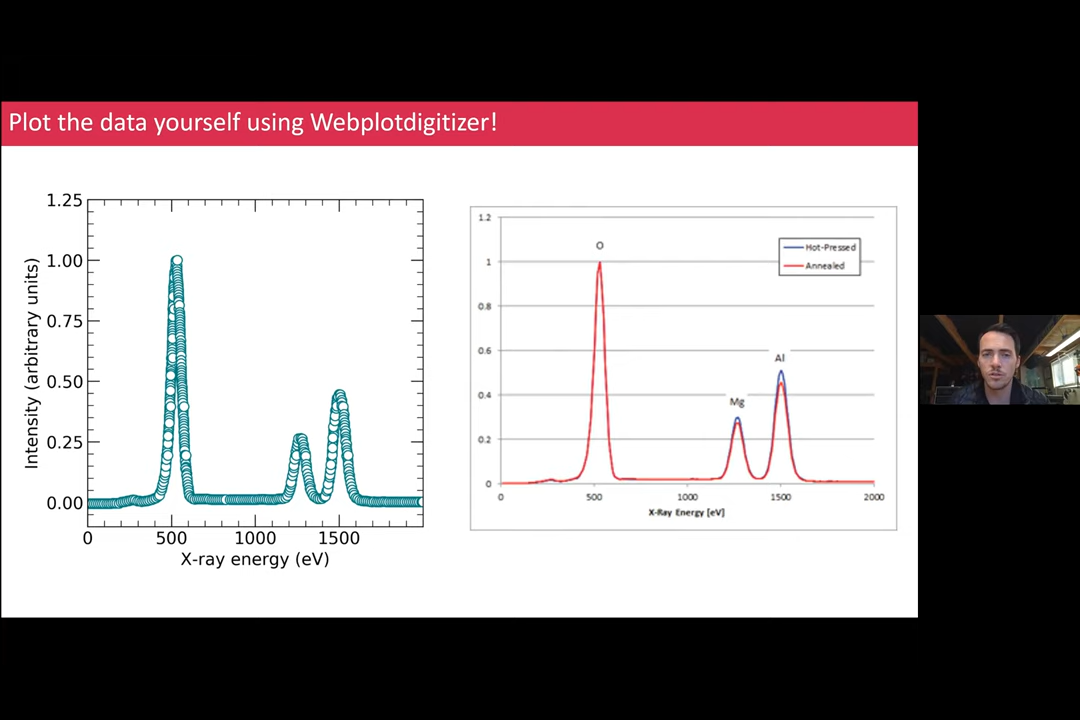 Plot the data yourself using Webplotdigitizer!
1.25
1.00
0.75
0.50
0.25
0.00
Intensity (arbitrary units)
0 500 1000 1500
X-ray energy (eV)
1.2
1
0.8
0.6
0.4
0.2
0
O
Mg
Al
Hot-Pressed
Annealed
0 500 1000 1500 2000
X-Ray Energy [eV]